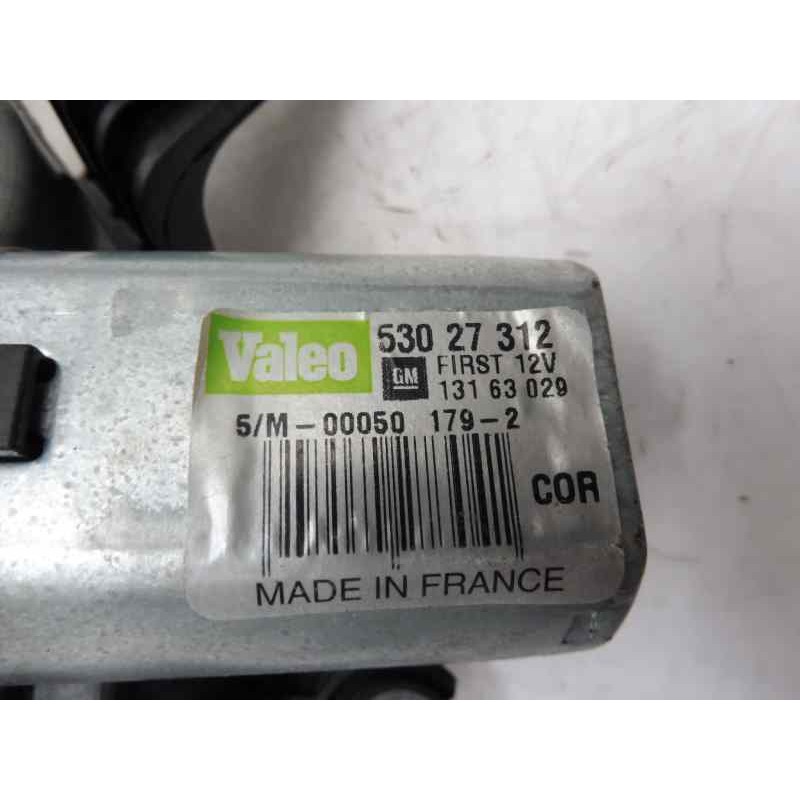 Valeo 530 27 312
GM FIRST 12V
131 63 029
5/M-00050 179-2
COR
MADE IN FRANCE